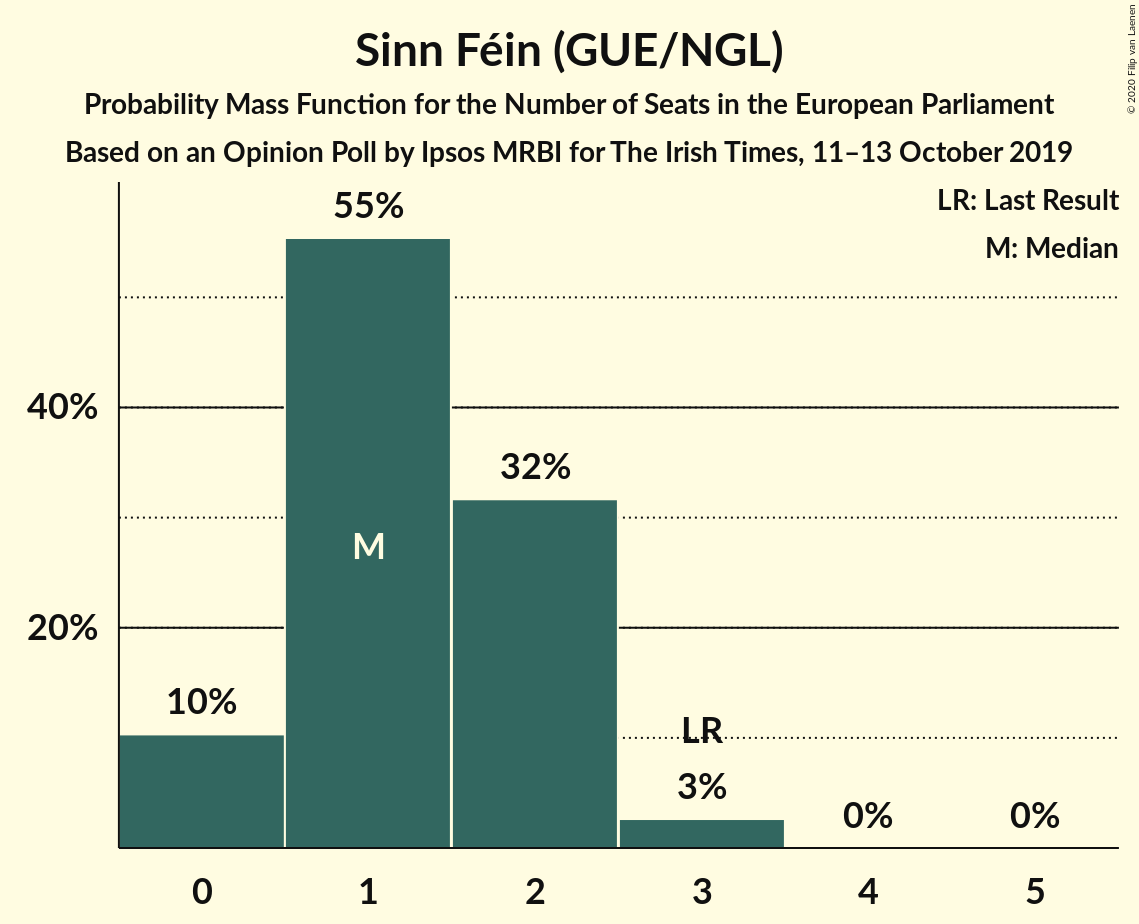 Sinn Féin (GUE/NGL)
Probability Mass Function for the Number of Seats in the European Parliament
Based on an Opinion Poll by Ipsos MRBI for The Irish Times, 11–13 October 2019
© 2020 Filip van Laenen
LR: Last Result
M: Median
55%
40%
32%
M
20%
10%
LR
3%
0%
0%
0 1 2 3 4 5